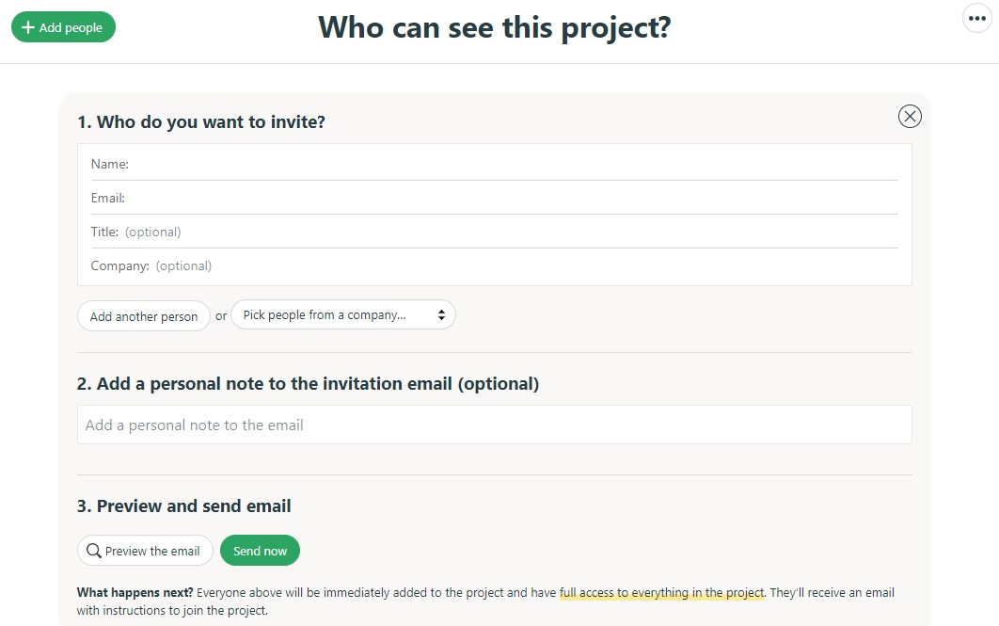 Add people
Who can see this project?
1. Who do you want to invite?
Name:
Email:
Title: (optional)
Company: (optional)
Add another person or Pick people from a company...
2. Add a personal note to the invitation email (optional)
Add a personal note to the email
3. Preview and send email
Preview the email Send now
What happens next? Everyone above will be immediately added to the project and have full access to everything in the project. They'll receive an email
with instructions to join the project.